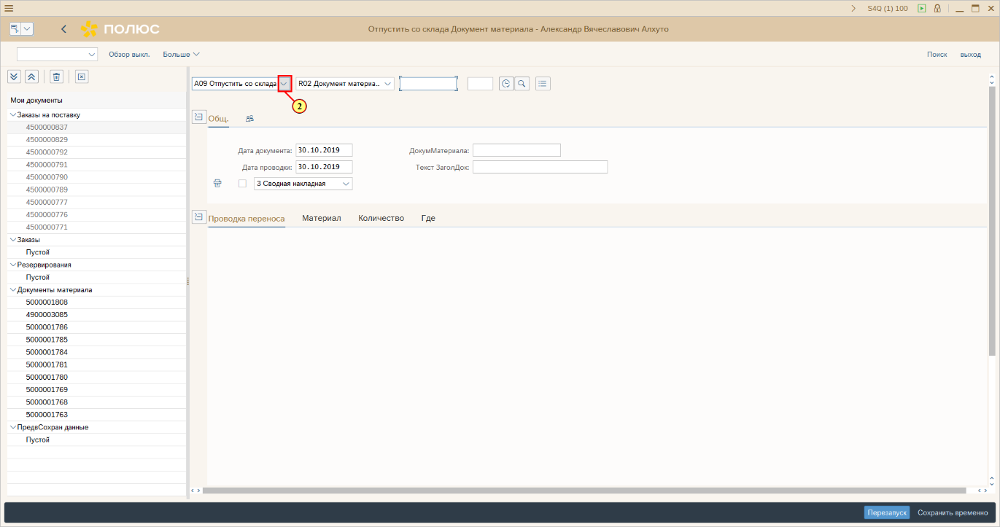 S4Q (1) 100
ПОЛЮС
Отпустить со склада Документ материала - Александр Вячеславович Алхуто
Обзор выкл. Больше
Поиск выход
A09 Отпустить со склада R02 Документ материа..
2
Мои документы
Заказы на поставку
4500000837
4500000829
4500000792
4500000791
4500000790
4500000789
4500000777
4500000776
4500000771
Заказы
Пустой
Резервирования
Пустой
Документы материала
5000001808
4900003085
5000001786
5000001785
5000001784
5000001781
5000001780
5000001769
5000001768
5000001763
ПредвСохран данные
Пустой
Общ.
Дата документа: 30.10.2019 ДокумМатериала:
Дата проводки: 30.10.2019 Текст ЗаголДок:
3 Сводная накладная
Проводка переноса Материал Количество Где
Перезапуск Сохранить временно